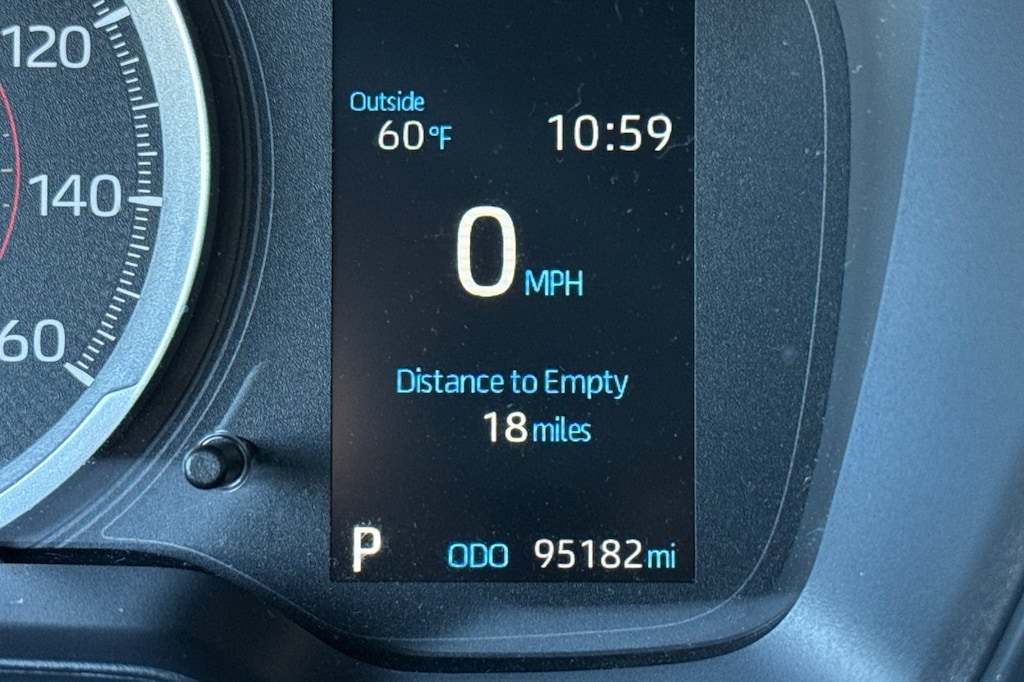 120
140
60
Outside
60°F
10:59
0 MPH
Distance to Empty
18 miles
P
ODO 95182 mi